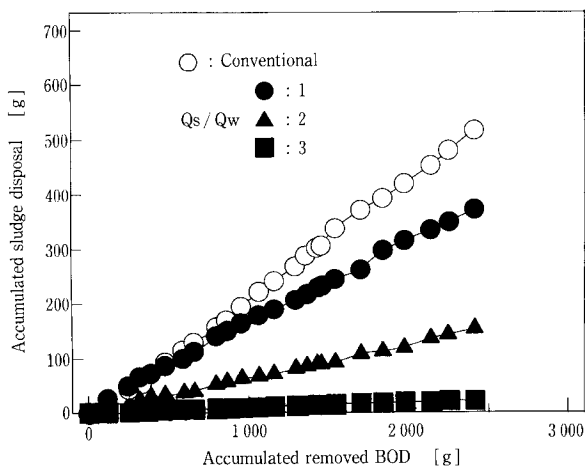 Accumulated sludge disposal [g]
700
600
500
400
300
200
100
0
: Conventional
: 1
Qs/Qw : 2
: 3
0 1 000 2 000 3 000
Accumulated removed BOD [g]